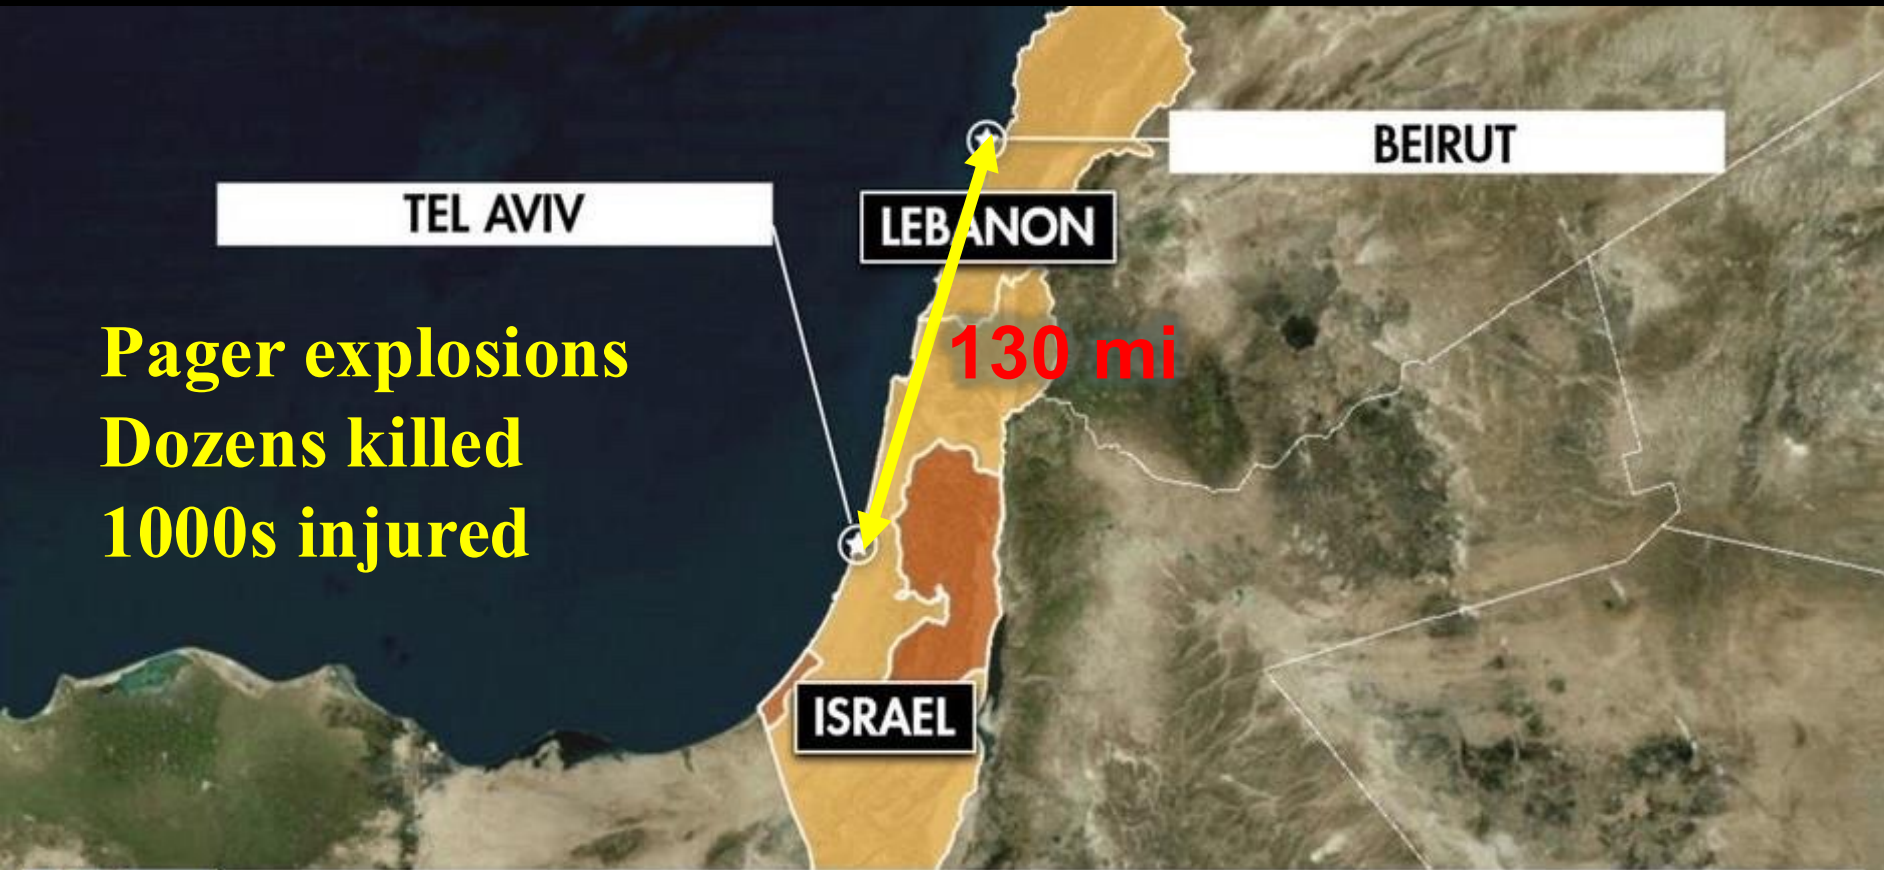 BEIRUT
TEL AVIV
LEBANON
130 mi
Pager explosions
Dozens killed
1000s injured
ISRAEL